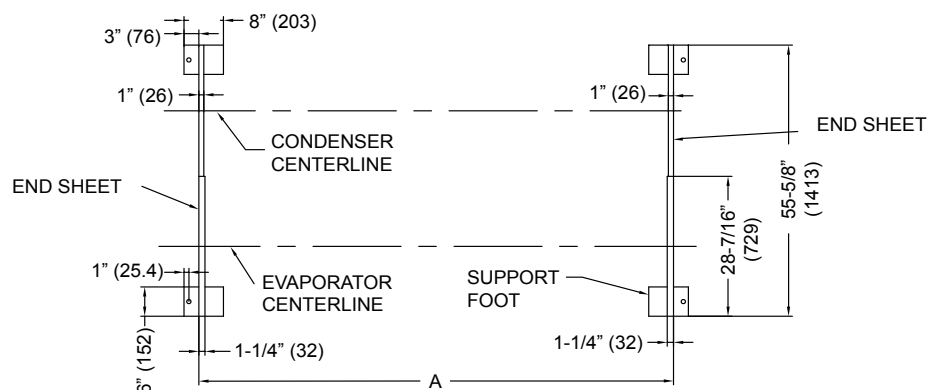 8” (203)
3” (76)
1” (26)
1” (26)
CONDENSER
CENTERLINE
END SHEET
END SHEET
55-5/8”
(1413)
28-7/16”
(729)
1” (25.4)
EVAPORATOR
CENTERLINE
SUPPORT
FOOT
(152)
1-1/4” (32)
1-1/4” (32)
A